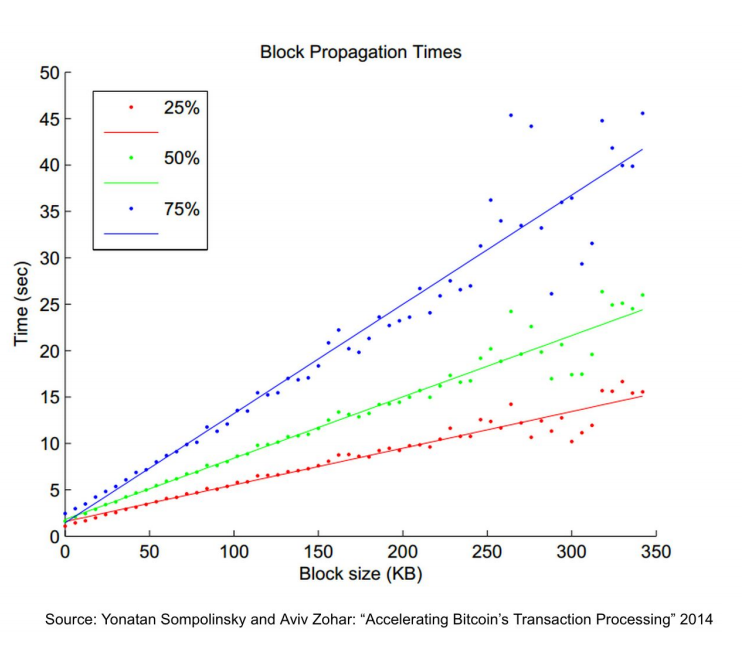 Block Propagation Times
50
45
40
35
30
25
20
15
10
5
0
Time (sec)
25%
50%
75%
0 50 100 150 200 250 300 350
Block size (KB)
Source: Yonatan Sompolinsky and Aviv Zohar: “Accelerating Bitcoin’s Transaction Processing” 2014